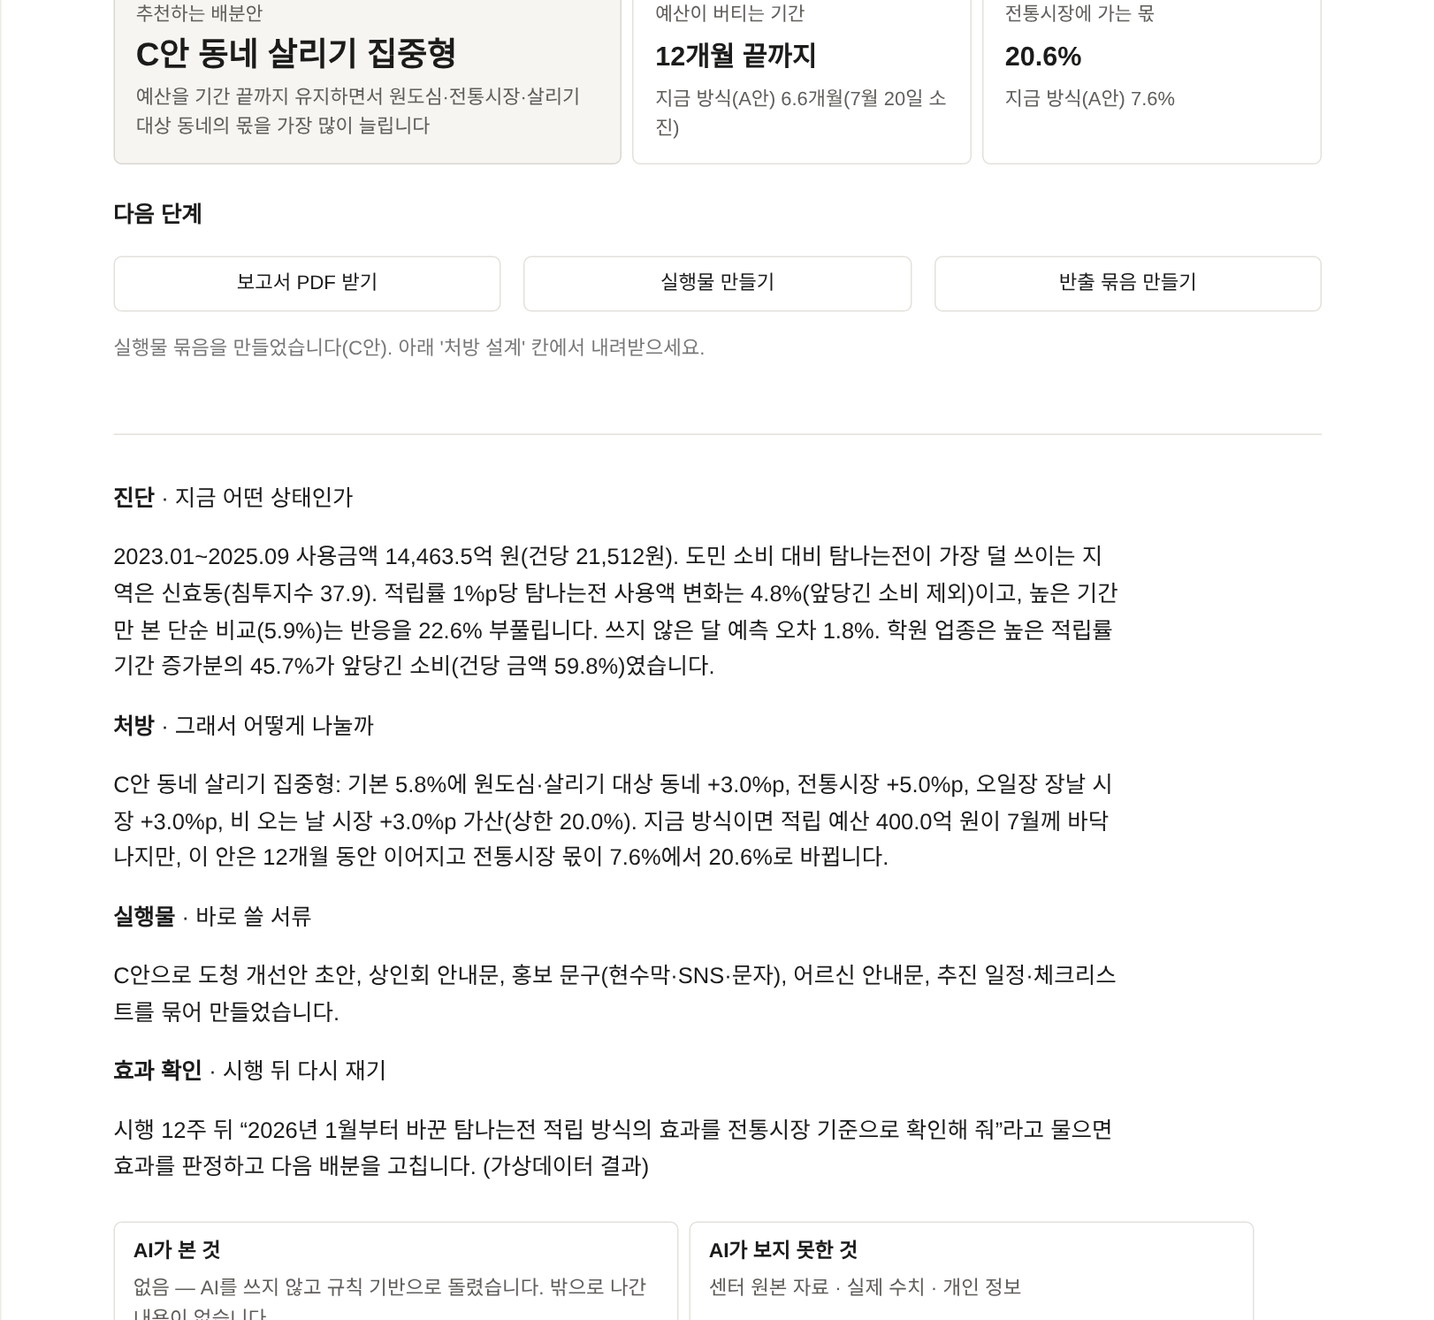 추천하는 배분안
C안 동네 살리기 집중형
예산을 기간 끝까지 유지하면서 원도심·전통시장·살리기
대상 동네의 몫을 가장 많이 늘립니다
예산이 버티는 기간
12개월 끝까지
지금 방식(A안) 6.6개월(7월 20일 소
진)
전통시장에 가는 몫
20.6%
지금 방식(A안) 7.6%
다음 단계
보고서 PDF 받기
실행물 만들기
반출 묶음 만들기
실행물 묶음을 만들었습니다(C안). 아래 '처방 설계' 칸에서 내려받으세요.
진단 · 지금 어떤 상태인가
2023.01~2025.09 사용금액 14,463.5억 원(건당 21,512원). 도민 소비 대비 탐나는전이 가장 덜 쓰이는 지
역은 신효동(침투지수 37.9). 적립률 1%p당 탐나는전 사용액 변화는 4.8%(앞당긴 소비 제외)이고, 높은 기간
만 본 단순 비교(5.9%)는 반응을 22.6% 부풀립니다. 쓰지 않은 달 예측 오차 1.8%. 학원 업종은 높은 적립률
기간 증가분의 45.7%가 앞당긴 소비(건당 금액 59.8%)였습니다.
처방 · 그래서 어떻게 나눌까
C안 동네 살리기 집중형: 기본 5.8%에 원도심·살리기 대상 동네 +3.0%p, 전통시장 +5.0%p, 오일장 장날 시
장 +3.0%p, 비 오는 날 시장 +3.0%p 가산(상한 20.0%). 지금 방식이면 적립 예산 400.0억 원이 7월께 바닥
나지만, 이 안은 12개월 동안 이어지고 전통시장 몫이 7.6%에서 20.6%로 바뀝니다.
실행물 · 바로 쓸 서류
C안으로 도청 개선안 초안, 상인회 안내문, 홍보 문구(현수막·SNS·문자), 어르신 안내문, 추진 일정·체크리스
트를 묶어 만들었습니다.
효과 확인 · 시행 뒤 다시 재기
시행 12주 뒤 “2026년 1월부터 바꾼 탐나는전 적립 방식의 효과를 전통시장 기준으로 확인해 줘”라고 물으면
효과를 판정하고 다음 배분을 고칩니다. (가상데이터 결과)
AI가 본 것
없음 — AI를 쓰지 않고 규칙 기반으로 돌렸습니다. 밖으로 나간
내용이 없습니다
AI가 보지 못한 것
센터 원본 자료 · 실제 수치 · 개인 정보